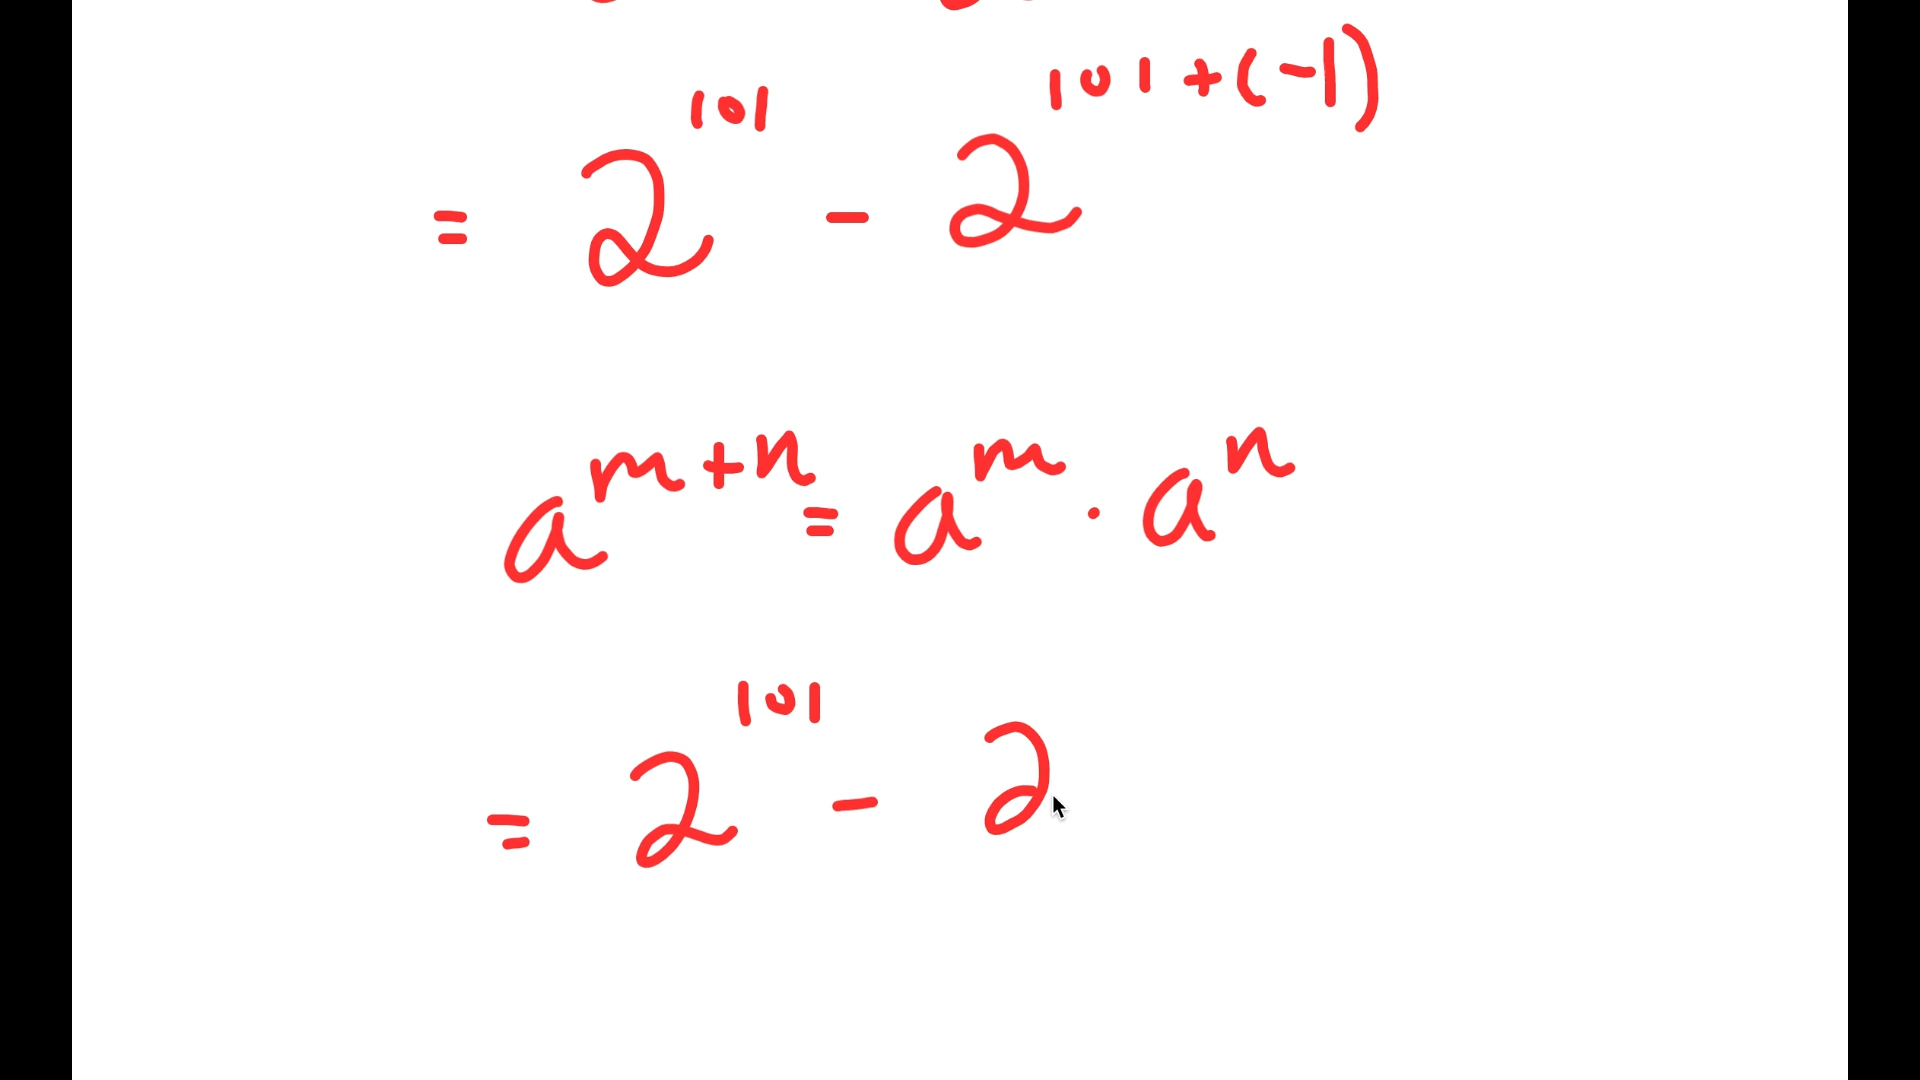 = 2^101 - 2^101+(-1)
a^m+n = a^m · a^n
= 2^101 - 2